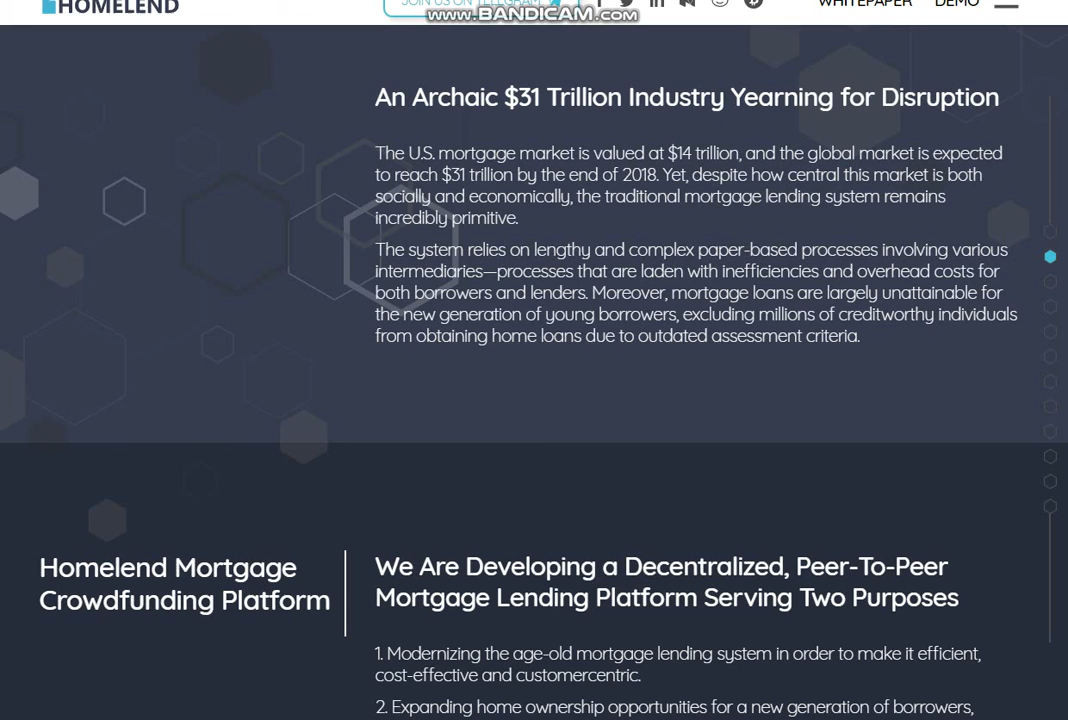 HOMELEND
JOIN US ON TELEGRAM
WHITEPAPER
DEMO
www.BANDICAM.com
An Archaic $31 Trillion Industry Yearning for Disruption
The U.S. mortgage market is valued at $14 trillion, and the global market is expected
to reach $31 trillion by the end of 2018. Yet, despite how central this market is both
socially and economically, the traditional mortgage lending system remains
incredibly primitive.
The system relies on lengthy and complex paper-based processes involving various
intermediaries—processes that are laden with inefficiencies and overhead costs for
both borrowers and lenders. Moreover, mortgage loans are largely unattainable for
the new generation of young borrowers, excluding millions of creditworthy individuals
from obtaining home loans due to outdated assessment criteria.
Homelend Mortgage
Crowdfunding Platform
We Are Developing a Decentralized, Peer-To-Peer
Mortgage Lending Platform Serving Two Purposes
1. Modernizing the age-old mortgage lending system in order to make it efficient,
cost-effective and customercentric.
2. Expanding home ownership opportunities for a new generation of borrowers,